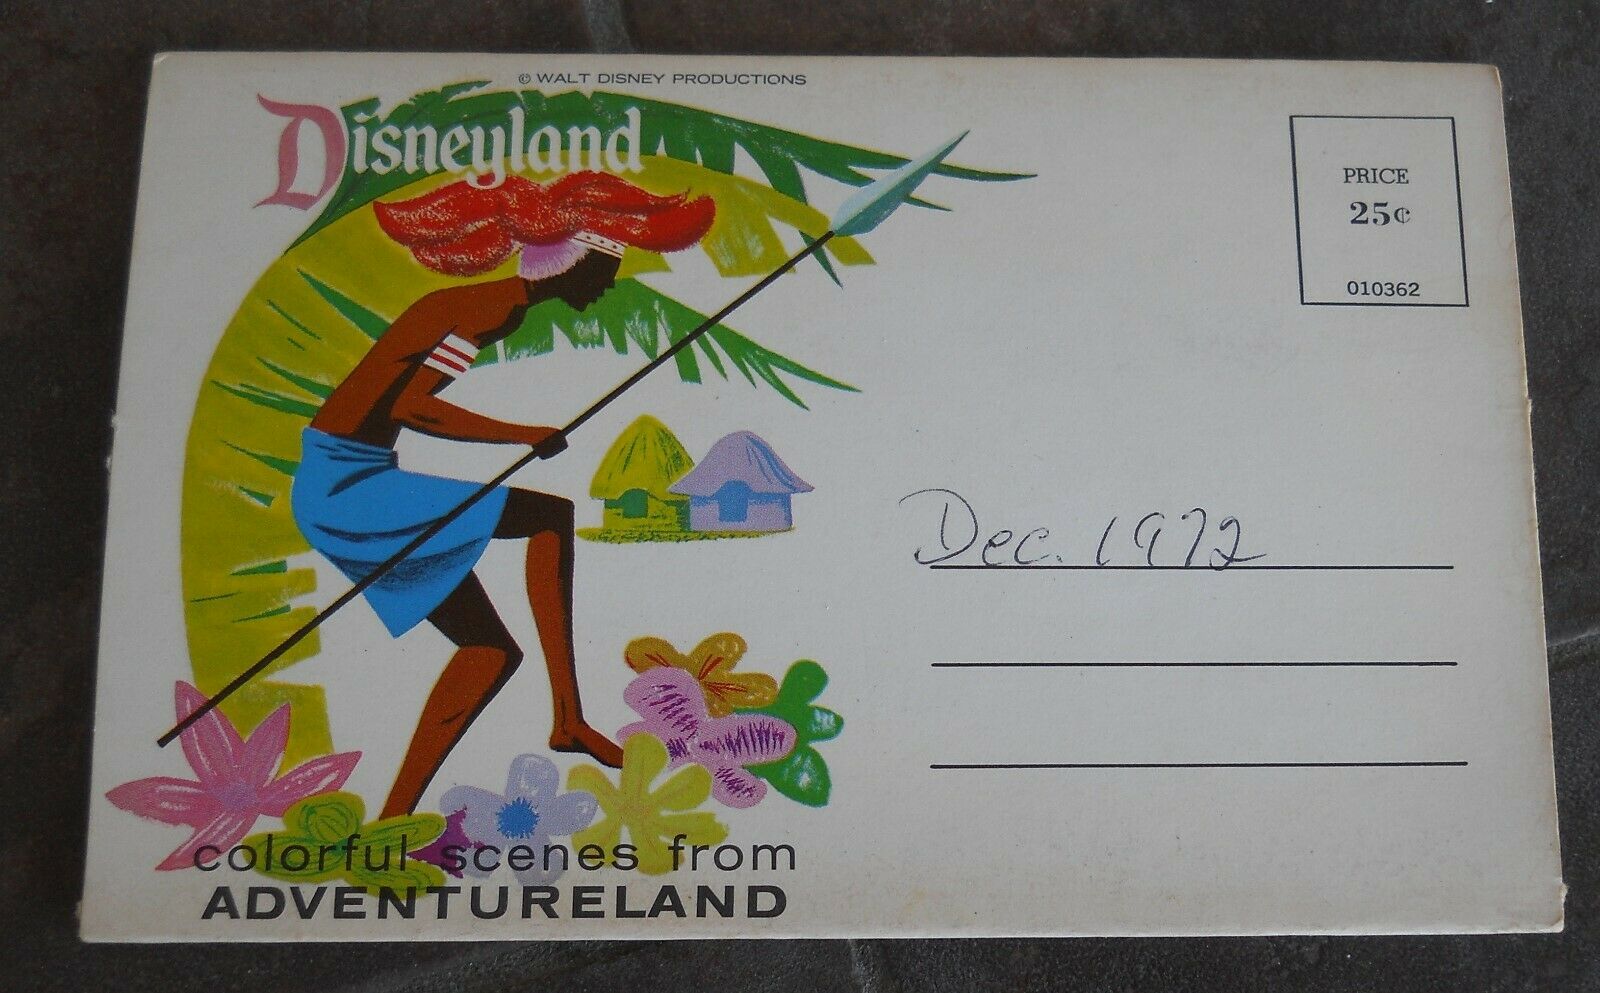 © WALT DISNEY PRODUCTIONS
Disneyland
PRICE
25¢
010362
Dec. 1972
colorful scenes from
ADVENTURELAND